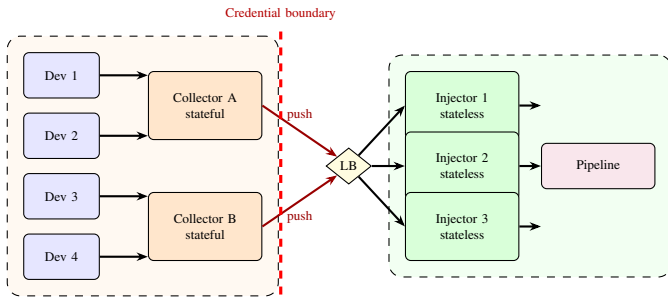 Credential boundary
Dev 1
Dev 2
Dev 3
Dev 4
Collector A
stateful
Collector B
stateful
push
push
LB
Injector 1
stateless
Injector 2
stateless
Injector 3
stateless
Pipeline